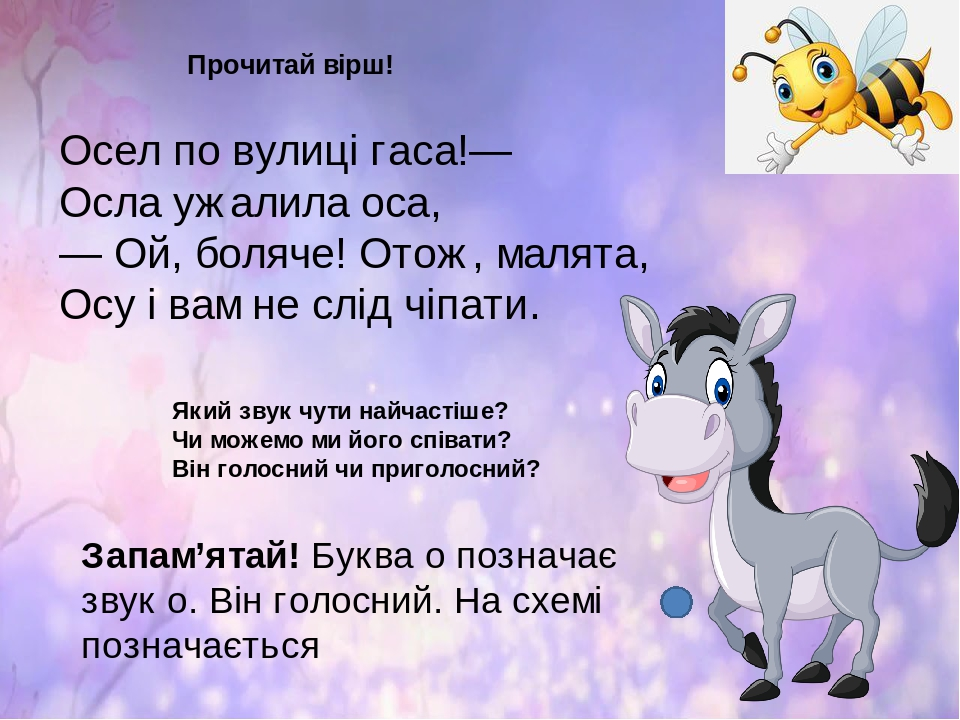 Прочитай вірш!
Осел по вулиці гаса!—
Осла ужалила оса,
— Ой, боляче! Отож, малята,
Осу і вам не слід чіпати.
Який звук чути найчастіше?
Чи можемо ми його співати?
Він голосний чи приголосний?
Запам’ятай! Буква о позначає
звук о. Він голосний. На схемі
позначається